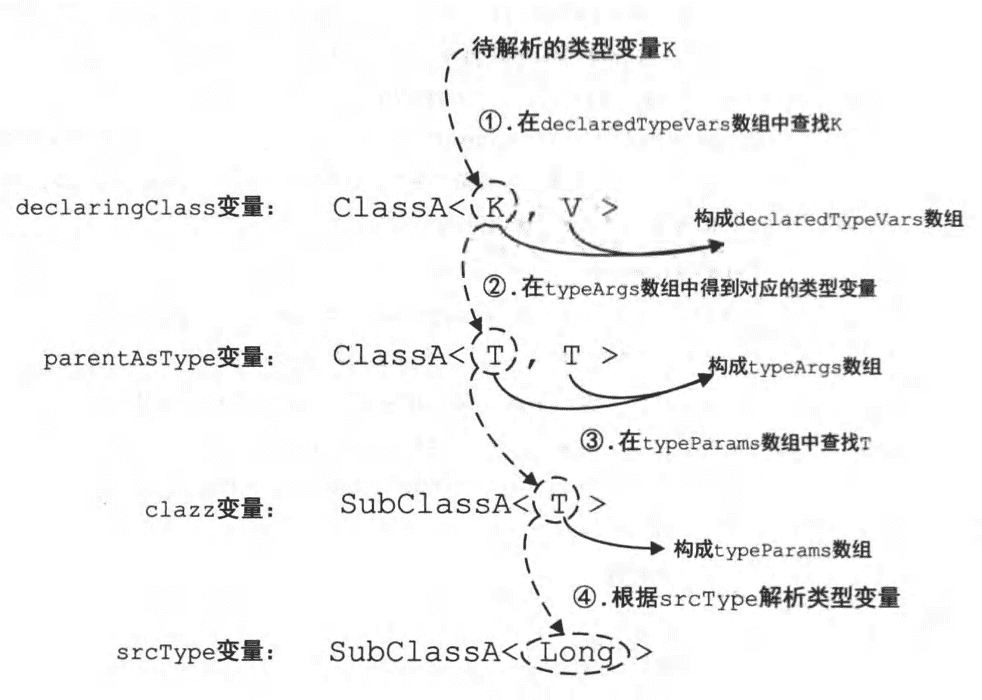 待解析的类型变量K
①.在declaredTypeVars数组中查找K
declaringClass变量: ClassA< K , V >
构成declaredTypeVars数组
②.在typeArgs数组中得到对应的类型变量
parentAsType变量: ClassA< T , T >
构成typeArgs数组
③.在typeParams数组中查找T
clazz变量: SubClassA< T >
构成typeParams数组
④.根据srcType解析类型变量
srcType变量: SubClassA< Long >